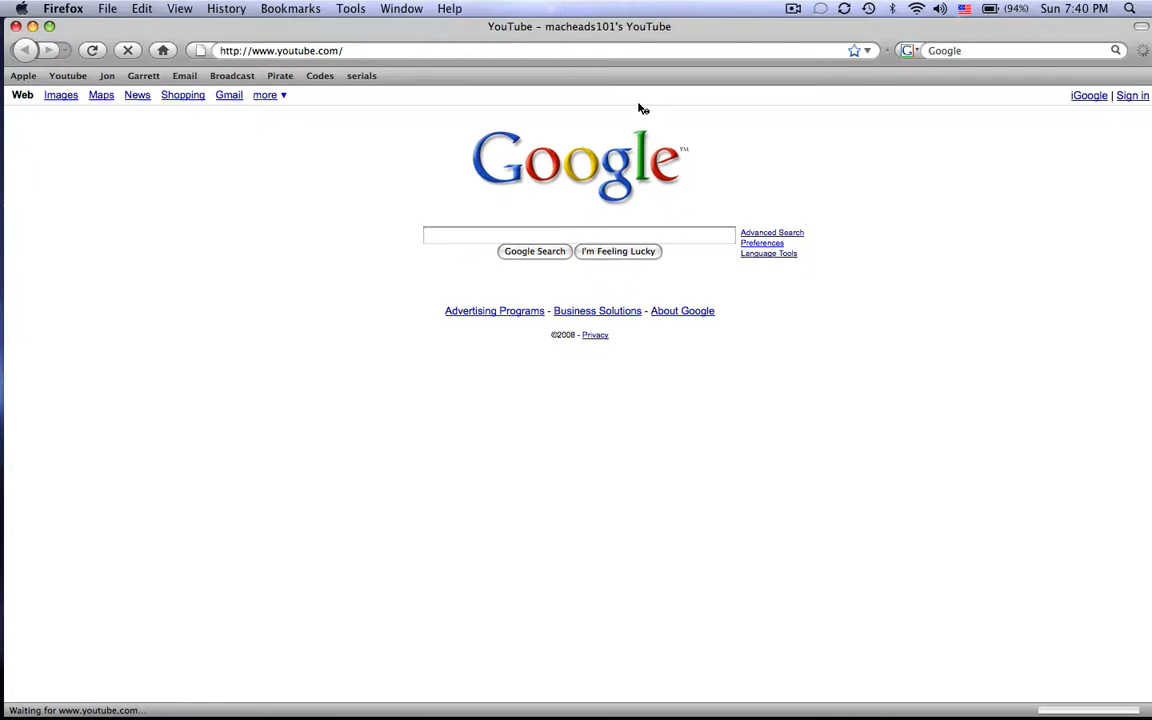 Firefox File Edit View History Bookmarks Tools Window Help (94%) Sun 7:40 PM
YouTube – macheads101's YouTube
http://www.youtube.com/ G Google
Apple Youtube Jon Garrett Email Broadcast Pirate Codes serials
Web Images Maps News Shopping Gmail more ▼ iGoogle | Sign in
Google™
Advanced Search
Preferences
Language Tools
Google Search I'm Feeling Lucky
Advertising Programs - Business Solutions - About Google
©2008 - Privacy
Waiting for www.youtube.com...